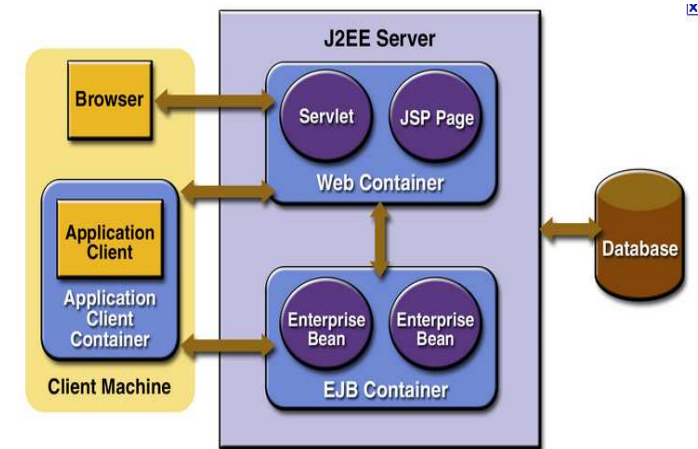 x
J2EE Server
Browser
Servlet
JSP Page
Web Container
Application
Client
Application
Client
Container
Client Machine
Enterprise
Bean
Enterprise
Bean
EJB Container
Database